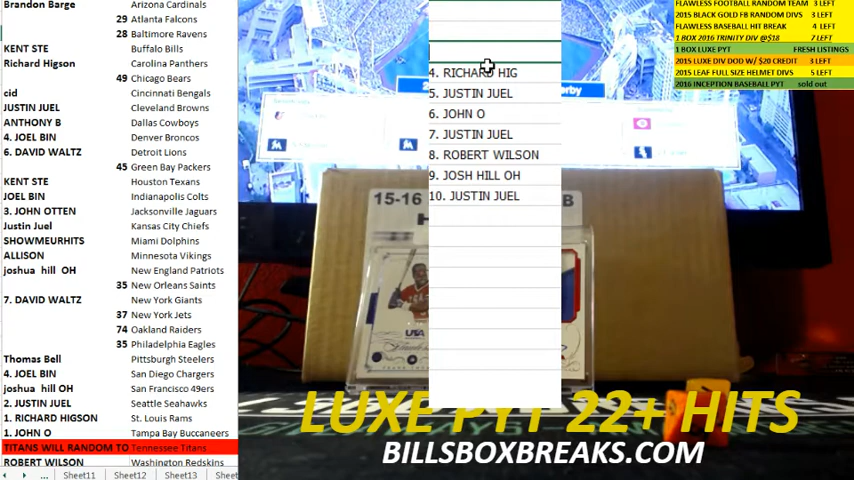 Brandon Barge Arizona Cardinals
29 Atlanta Falcons
28 Baltimore Ravens
KENT STE Buffalo Bills
Richard Higson Carolina Panthers
49 Chicago Bears
cid Cincinnati Bengals
JUSTIN JUEL Cleveland Browns
ANTHONY B Dallas Cowboys
4. JOEL BIN Denver Broncos
6. DAVID WALTZ Detroit Lions
45 Green Bay Packers
KENT STE Houston Texans
JOEL BIN Indianapolis Colts
3. JOHN OTTEN Jacksonville Jaguars
Justin Juel Kansas City Chiefs
SHOWMEURHITS Miami Dolphins
ALLISON Minnesota Vikings
joshua hill OH New England Patriots
35 New Orleans Saints
7. DAVID WALTZ New York Giants
37 New York Jets
74 Oakland Raiders
35 Philadelphia Eagles
Thomas Bell Pittsburgh Steelers
4. JOEL BIN San Diego Chargers
joshua hill OH San Francisco 49ers
2. JUSTIN JUEL Seattle Seahawks
1. RICHARD HIGSON St. Louis Rams
1. JOHN O Tampa Bay Buccaneers
TITANS WILL RANDOM TO Tennessee Titans
ROBERT WILSON Washington Redskins
... Sheet11 Sheet12 Sheet13 Sheet
4. RICHARD HIG
5. JUSTIN JUEL
6. JOHN O
7. JUSTIN JUEL
8. ROBERT WILSON
9. JOSH HILL OH
10. JUSTIN JUEL
FLAWLESS FOOTBALL RANDOM TEAM 3 LEFT
2015 BLACK GOLD FB RANDOM DIVS 3 LEFT
FLAWLESS BASEBALL HIT BREAK 4 LEFT
1 BOX 2016 TRINITY DIV @$18 7 LEFT
1 BOX LUXE PYT FRESH LISTINGS
2015 LUXE DIV DOD W/ $20 CREDIT 3 LEFT
2015 LEAF FULL SIZE HELMET DIVS 5 LEFT
2016 INCEPTION BASEBALL PYT sold out
15-16
B
USA
LUXE PYT 22+ HITS
BILLSBOXBREAKS.COM